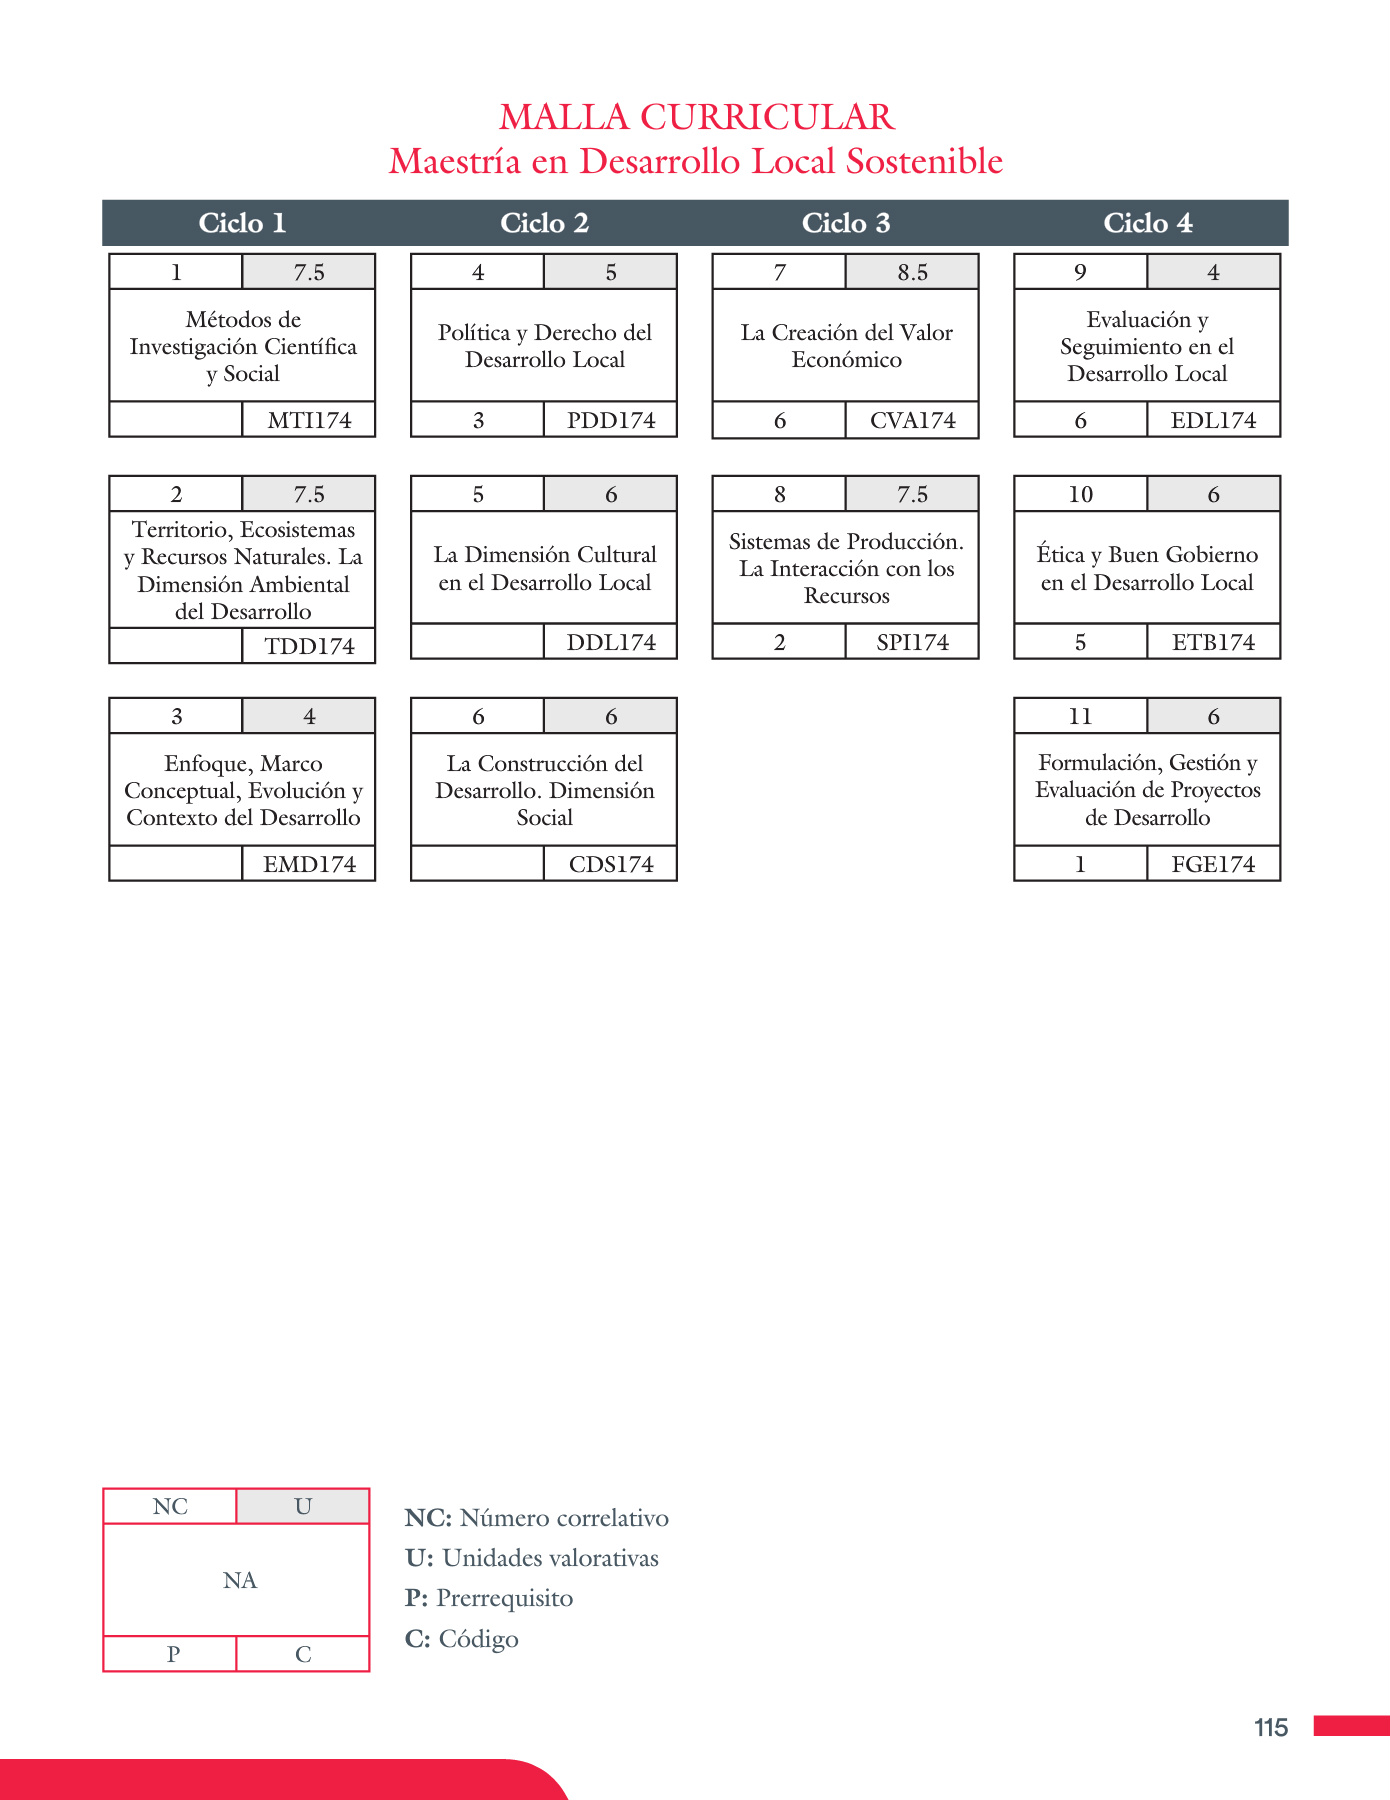 MALLA CURRICULAR
Maestría en Desarrollo Local Sostenible
Ciclo 1
Ciclo 2
Ciclo 3
Ciclo 4
1
7.5
Métodos de
Investigación Científica
y Social
MTI174
2
7.5
Territorio, Ecosistemas
y Recursos Naturales. La
Dimensión Ambiental
del Desarrollo
TDD174
3
4
Enfoque, Marco
Conceptual, Evolución y
Contexto del Desarrollo
EMD174
4
5
Política y Derecho del
Desarrollo Local
3
PDD174
5
6
La Dimensión Cultural
en el Desarrollo Local
DDL174
6
6
La Construcción del
Desarrollo. Dimensión
Social
CDS174
7
8.5
La Creación del Valor
Económico
6
CVA174
8
7.5
Sistemas de Producción.
La Interacción con los
Recursos
2
SPI174
9
4
Evaluación y
Seguimiento en el
Desarrollo Local
6
EDL174
10
6
Ética y Buen Gobierno
en el Desarrollo Local
5
ETB174
11
6
Formulación, Gestión y
Evaluación de Proyectos
de Desarrollo
1
FGE174
NC
U
NA
P
C
NC: Número correlativo
U: Unidades valorativas
P: Prerrequisito
C: Código
115